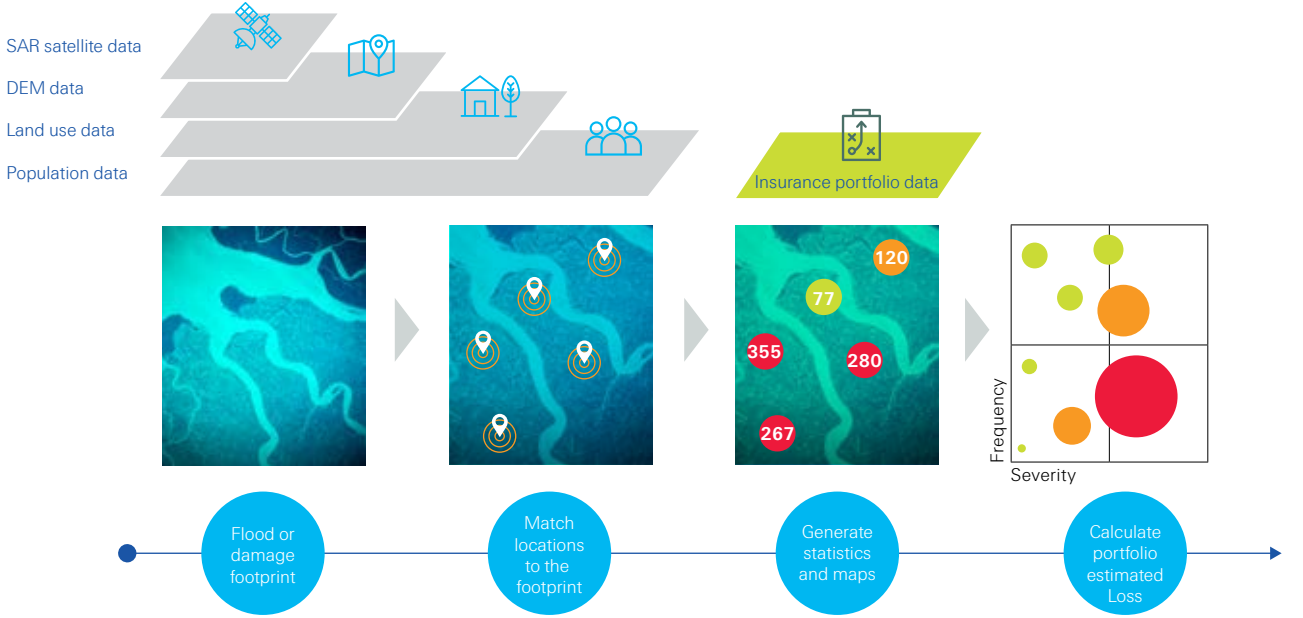 SAR satellite data
DEM data
Land use data
Population data
Insurance portfolio data
120
77
355
280
267
Frequency
Severity
Flood or
damage
footprint
Match
locations
to the
footprint
Generate
statistics
and maps
Calculate
portfolio
estimated
Loss